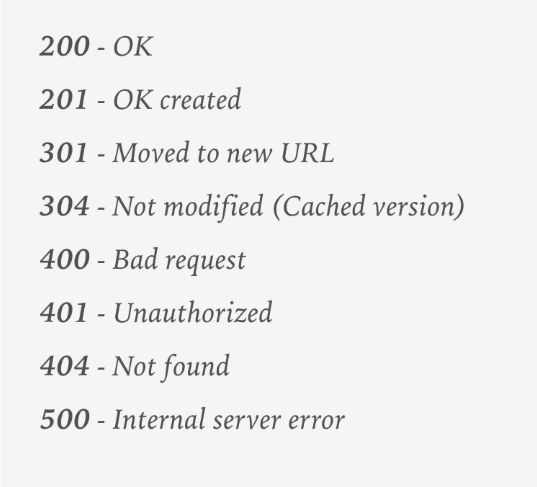 200 - OK
201 - OK created
301 - Moved to new URL
304 - Not modified (Cached version)
400 - Bad request
401 - Unauthorized
404 - Not found
500 - Internal server error